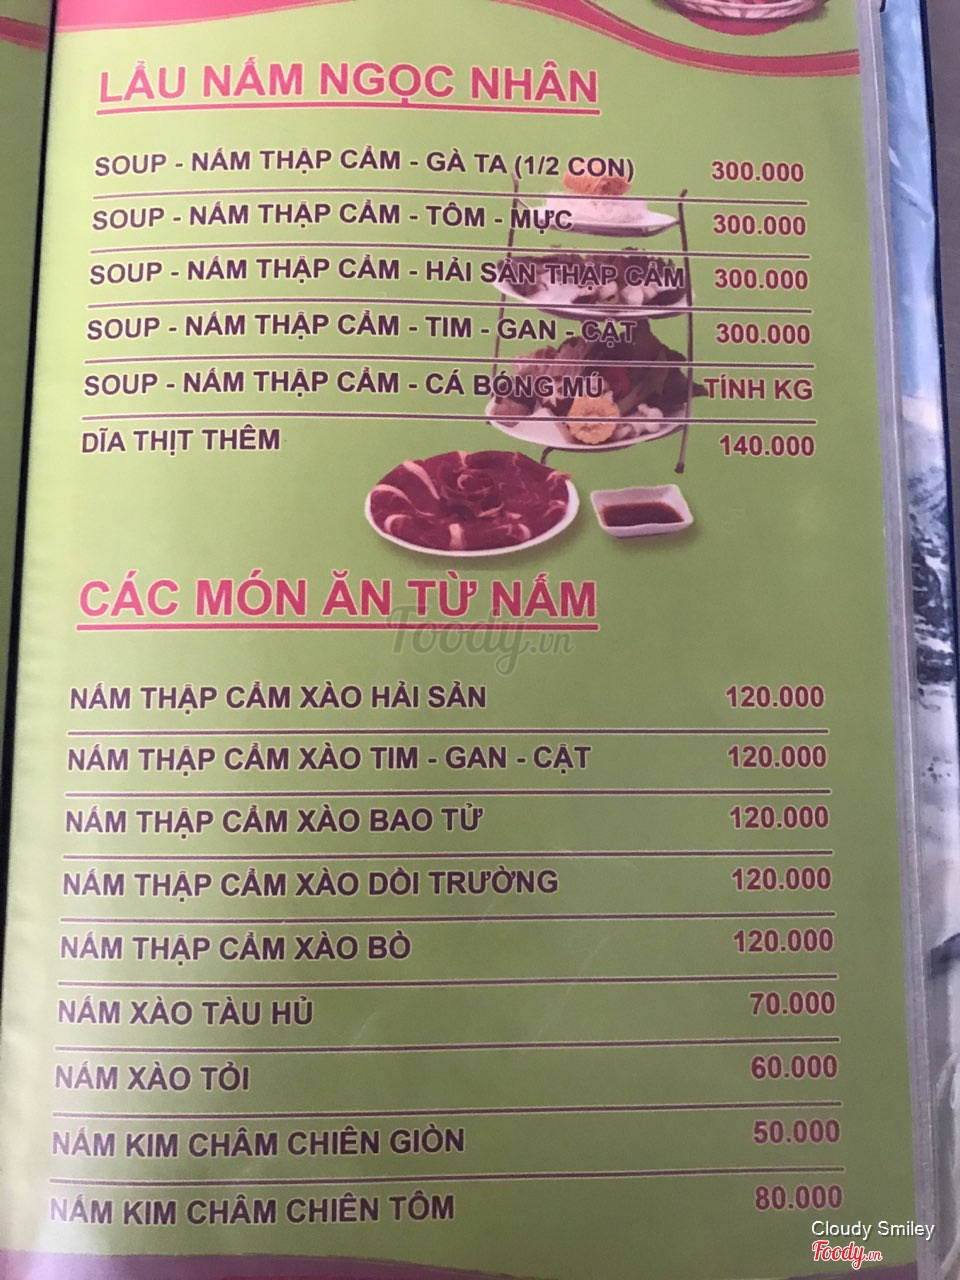 LẨU NẤM NGỌC NHÂN
SOUP - NẤM THẬP CẨM - GÀ TA (1/2 CON) 300.000
SOUP - NẤM THẬP CẨM - TÔM - MỰC 300.000
SOUP - NẤM THẬP CẨM - HẢI SẢN THẬP CẨM 300.000
SOUP - NẤM THẬP CẨM - TIM - GAN - CẬT 300.000
SOUP - NẤM THẬP CẨM - CÁ BÓNG MÚ TÍNH KG
DĨA THỊT THÊM 140.000
CÁC MÓN ĂN TỪ NẤM
Foody.vn
NẤM THẬP CẨM XÀO HẢI SẢN 120.000
NẤM THẬP CẨM XÀO TIM - GAN - CẬT 120.000
NẤM THẬP CẨM XÀO BAO TỬ 120.000
NẤM THẬP CẨM XÀO DỒI TRƯỜNG 120.000
NẤM THẬP CẨM XÀO BÒ 120.000
NẤM XÀO TÀU HỦ 70.000
NẤM XÀO TỎI 60.000
NẤM KIM CHÂM CHIÊN GIÒN 50.000
NẤM KIM CHÂM CHIÊN TÔM 80.000
Cloudy Smiley
Foody.vn